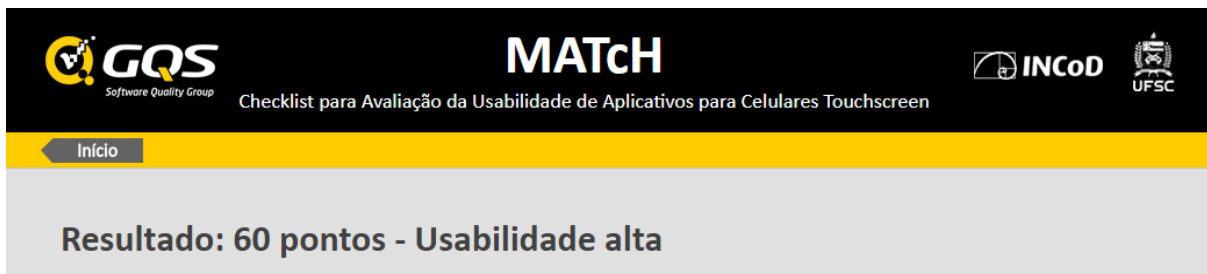 GQS
Software Quality Group
MATcH
Checklist para Avaliação da Usabilidade de Aplicativos para Celulares Touchscreen
INCoD
UFSC
Início
Resultado: 60 pontos - Usabilidade alta